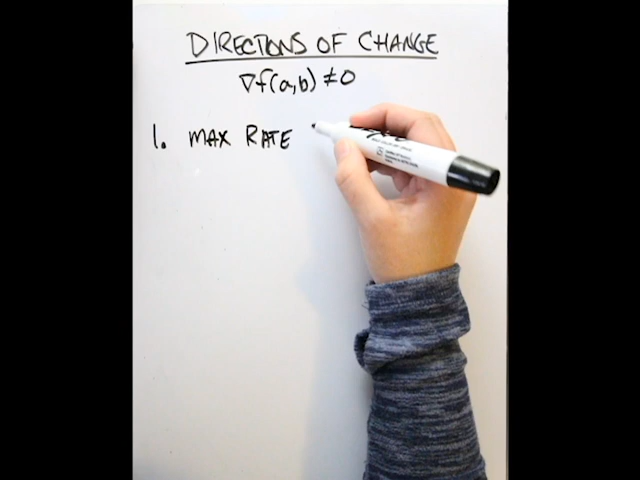 DIRECTIONS OF CHANGE
∇f(a,b) ≠ 0
1. MAX RATE